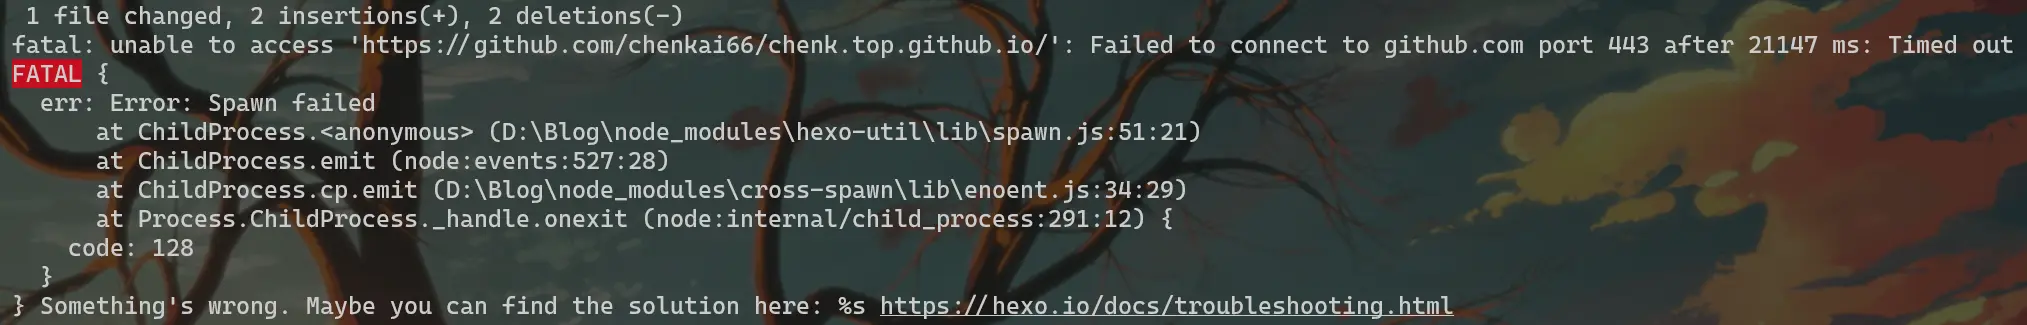 1 file changed, 2 insertions(+), 2 deletions(-)
fatal: unable to access 'https://github.com/chenkai66/chenk.top.github.io/': Failed to connect to github.com port 443 after 21147 ms: Timed out
FATAL {
err: Error: Spawn failed
at ChildProcess.<anonymous> (D:\Blog\node_modules\hexo-util\lib\spawn.js:51:21)
at ChildProcess.emit (node:events:527:28)
at ChildProcess.cp.emit (D:\Blog\node_modules\cross-spawn\lib\enoent.js:34:29)
at Process.ChildProcess._handle.onexit (node:internal/child_process:291:12) {
code: 128
}
} Something's wrong. Maybe you can find the solution here: %s https://hexo.io/docs/troubleshooting.html